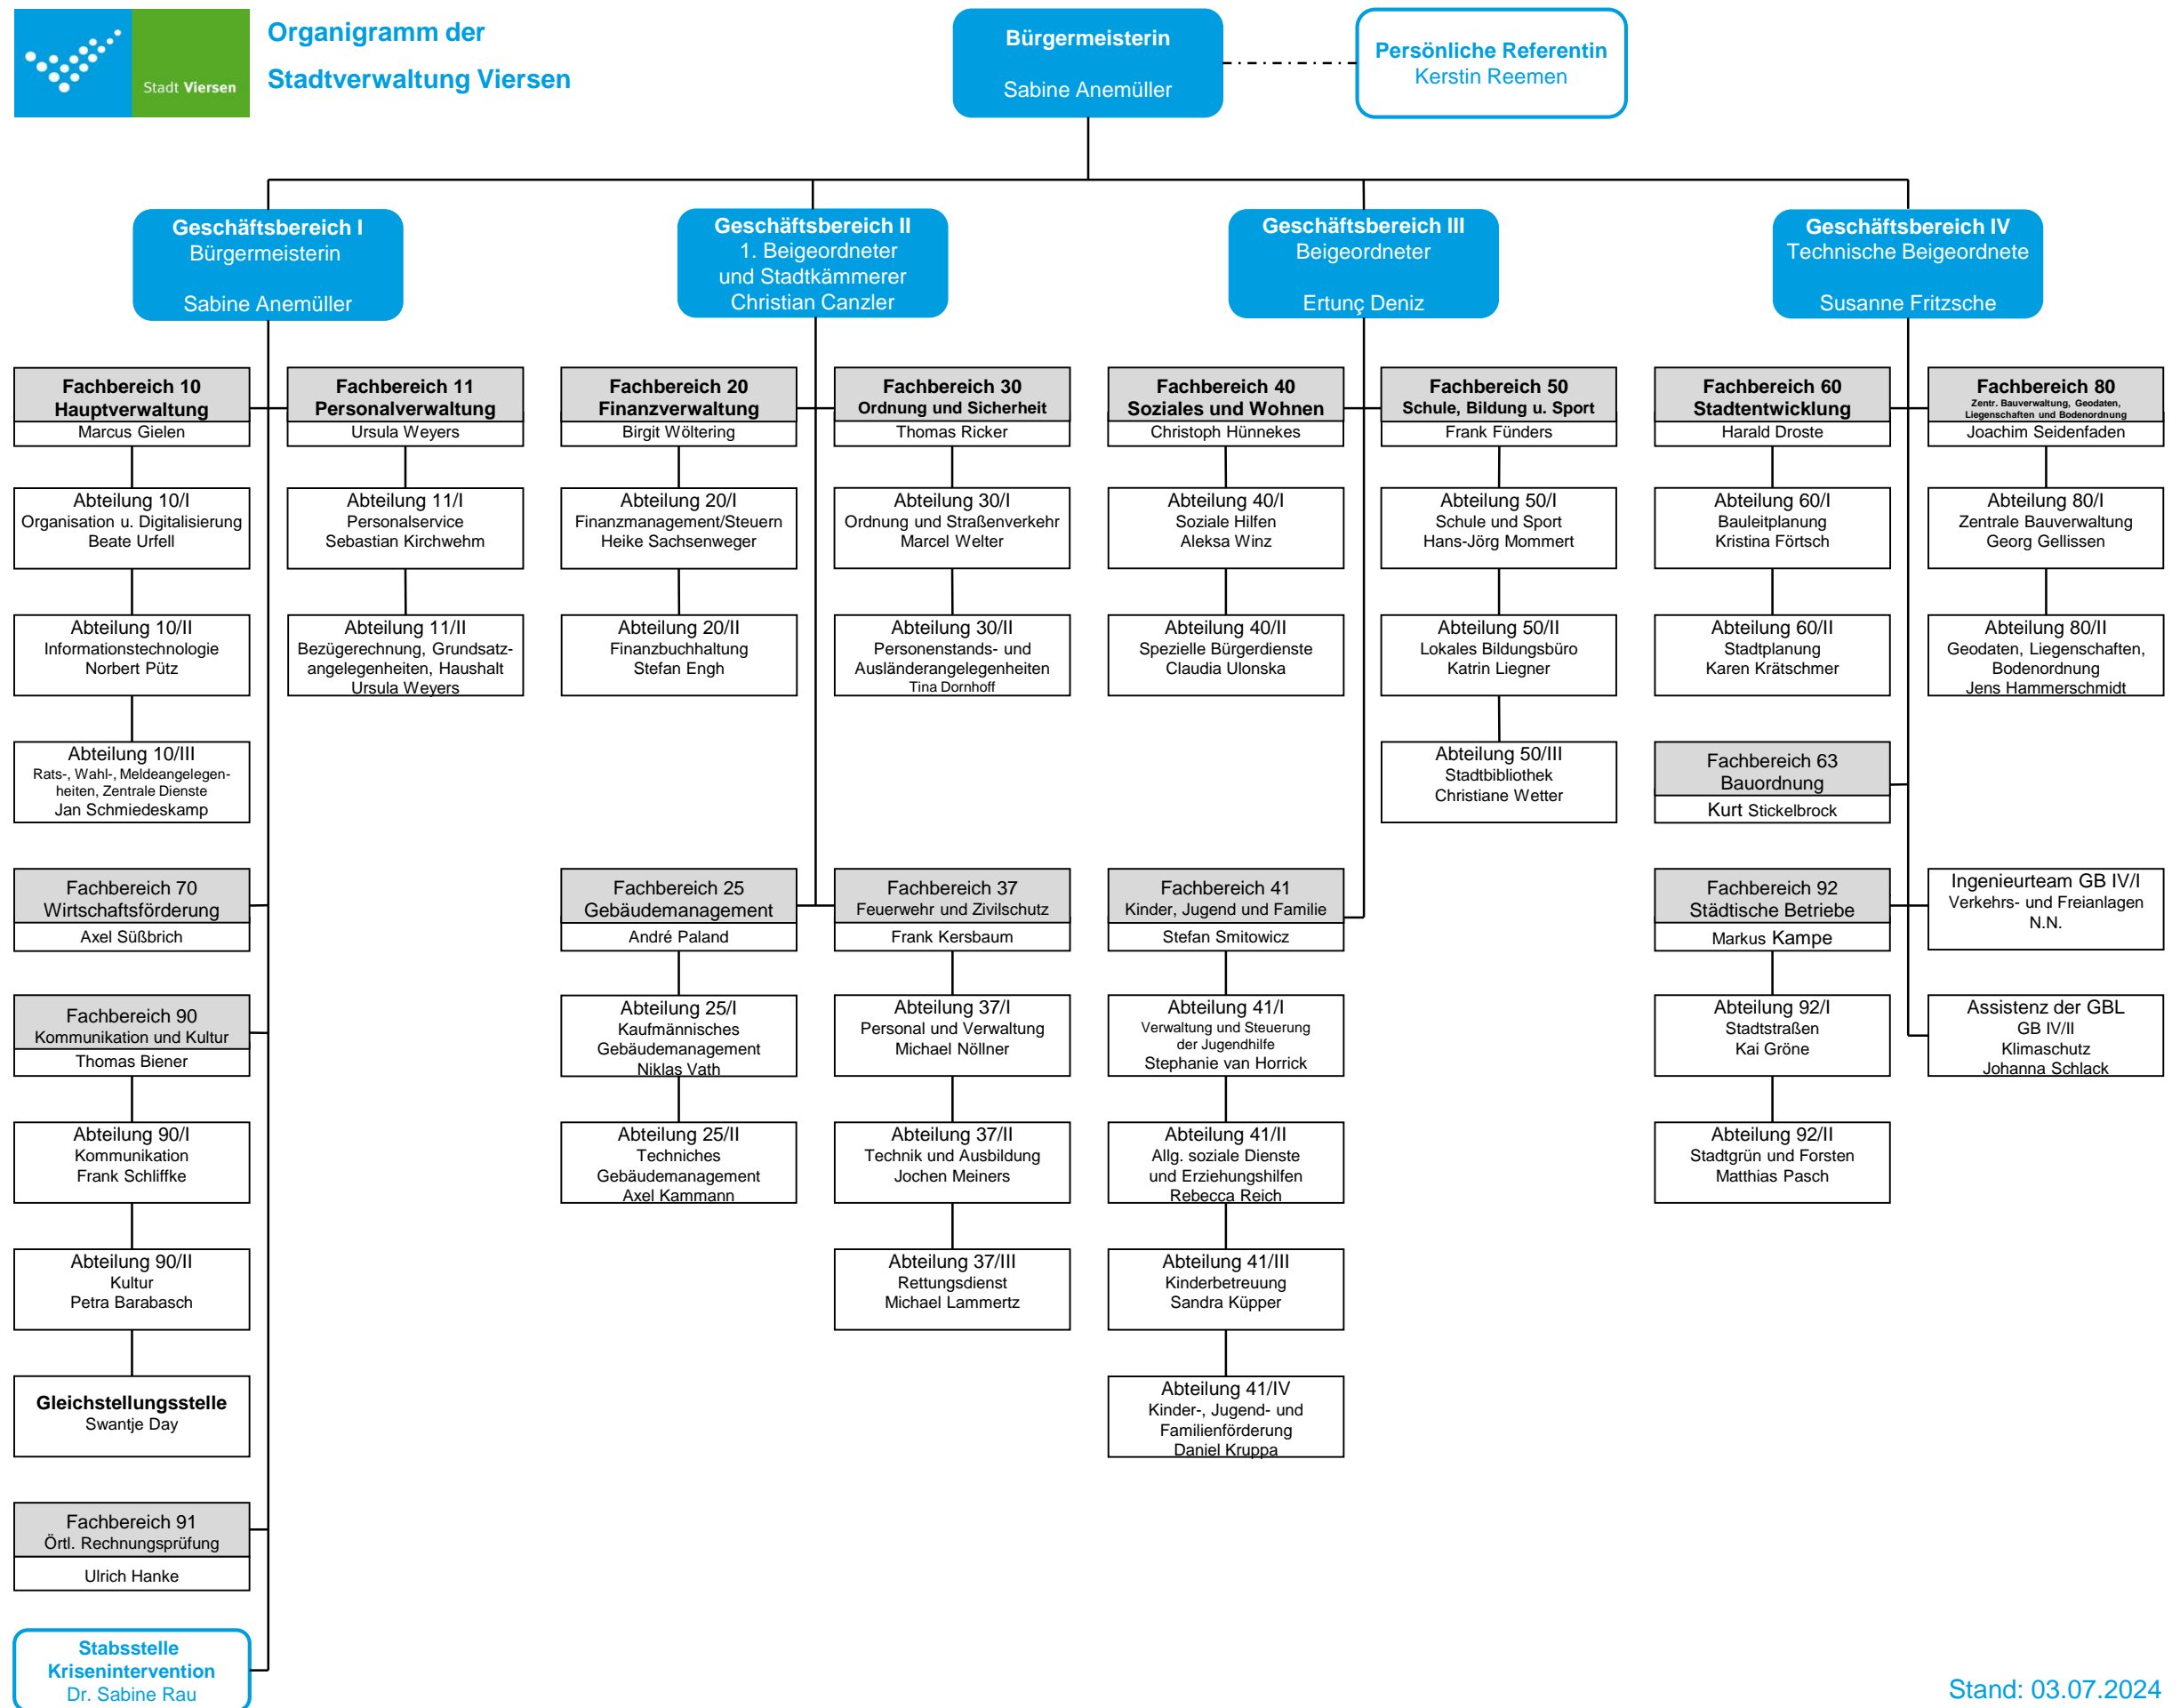 Stadt Viersen
Organigramm der
Stadtverwaltung Viersen
Bürgermeisterin
Sabine Anemüller
Persönliche Referentin
Kerstin Reemen
Geschäftsbereich I
Bürgermeisterin
Sabine Anemüller
Geschäftsbereich II
1. Beigeordneter
und Stadtkämmerer
Christian Canzler
Geschäftsbereich III
Beigeordneter
Ertunç Deniz
Geschäftsbereich IV
Technische Beigeordnete
Susanne Fritzsche
Fachbereich 10
Hauptverwaltung
Marcus Gielen
Fachbereich 11
Personalverwaltung
Ursula Weyers
Fachbereich 20
Finanzverwaltung
Birgit Wöltering
Fachbereich 30
Ordnung und Sicherheit
Thomas Ricker
Fachbereich 40
Soziales und Wohnen
Christoph Hünnekes
Fachbereich 50
Schule, Bildung u. Sport
Frank Fünders
Fachbereich 60
Stadtentwicklung
Harald Droste
Fachbereich 80
Zentr. Bauverwaltung, Geodaten,
Liegenschaften und Bodenordnung
Joachim Seidenfaden
Abteilung 10/I
Organisation u. Digitalisierung
Beate Urfell
Abteilung 11/I
Personalservice
Sebastian Kirchwehm
Abteilung 20/I
Finanzmanagement/Steuern
Heike Sachsenweger
Abteilung 30/I
Ordnung und Straßenverkehr
Marcel Welter
Abteilung 40/I
Soziale Hilfen
Aleksa Winz
Abteilung 50/I
Schule und Sport
Hans-Jörg Mommert
Abteilung 60/I
Bauleitplanung
Kristina Förtsch
Abteilung 80/I
Zentrale Bauverwaltung
Georg Gellissen
Abteilung 10/II
Informationstechnologie
Norbert Pütz
Abteilung 11/II
Bezügerechnung, Grundsatz-
angelegenheiten, Haushalt
Ursula Weyers
Abteilung 20/II
Finanzbuchhaltung
Stefan Engh
Abteilung 30/II
Personenstands- und
Ausländerangelegenheiten
Tina Dornhoff
Abteilung 40/II
Spezielle Bürgerdienste
Claudia Ulonska
Abteilung 50/II
Lokales Bildungsbüro
Katrin Liegner
Abteilung 60/II
Stadtplanung
Karen Krätschmer
Abteilung 80/II
Geodaten, Liegenschaften,
Bodenordnung
Jens Hammerschmidt
Abteilung 10/III
Rats-, Wahl-, Meldeangelegen-
heiten, Zentrale Dienste
Jan Schmiedeskamp
Abteilung 50/III
Stadtbibliothek
Christiane Wetter
Fachbereich 63
Bauordnung
Kurt Stickelbrock
Fachbereich 70
Wirtschaftsförderung
Axel Süßbrich
Fachbereich 25
Gebäudemanagement
André Paland
Fachbereich 37
Feuerwehr und Zivilschutz
Frank Kersbaum
Fachbereich 41
Kinder, Jugend und Familie
Stefan Smitowicz
Fachbereich 92
Städtische Betriebe
Markus Kampe
Ingenieurteam GB IV/I
Verkehrs- und Freianlagen
N.N.
Fachbereich 90
Kommunikation und Kultur
Thomas Biener
Abteilung 25/I
Kaufmännisches
Gebäudemanagement
Niklas Vath
Abteilung 37/I
Personal und Verwaltung
Michael Nöllner
Abteilung 41/I
Verwaltung und Steuerung
der Jugendhilfe
Stephanie van Horrick
Abteilung 92/I
Stadtstraßen
Kai Gröne
Assistenz der GBL
GB IV/II
Klimaschutz
Johanna Schlack
Abteilung 90/I
Kommunikation
Frank Schliffke
Abteilung 25/II
Techniches
Gebäudemanagement
Axel Kammann
Abteilung 37/II
Technik und Ausbildung
Jochen Meiners
Abteilung 41/II
Allg. soziale Dienste
und Erziehungshilfen
Rebecca Reich
Abteilung 92/II
Stadtgrün und Forsten
Matthias Pasch
Abteilung 90/II
Kultur
Petra Barabasch
Abteilung 37/III
Rettungsdienst
Michael Lammertz
Abteilung 41/III
Kinderbetreuung
Sandra Küpper
Gleichstellungsstelle
Swantje Day
Abteilung 41/IV
Kinder-, Jugend- und
Familienförderung
Daniel Kruppa
Fachbereich 91
Örtl. Rechnungsprüfung
Ulrich Hanke
Stabsstelle
Krisenintervention
Dr. Sabine Rau
Stand: 03.07.2024